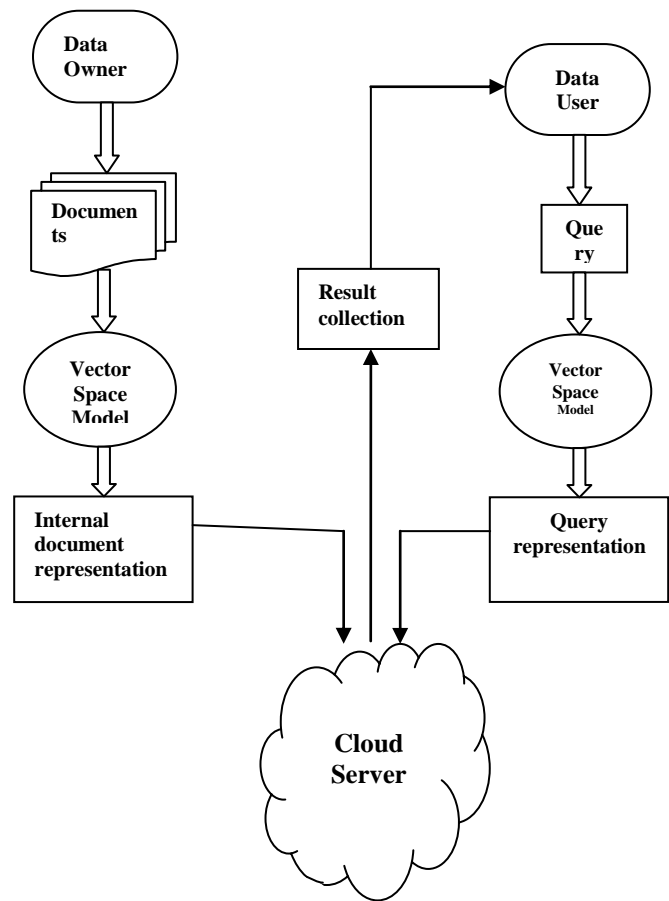 Data
Owner
Documen
ts
Vector
Space
Model
Internal
document
representation
Result
collection
Data
User
Que
ry
Vector
Space
Model
Query
representation
Cloud
Server